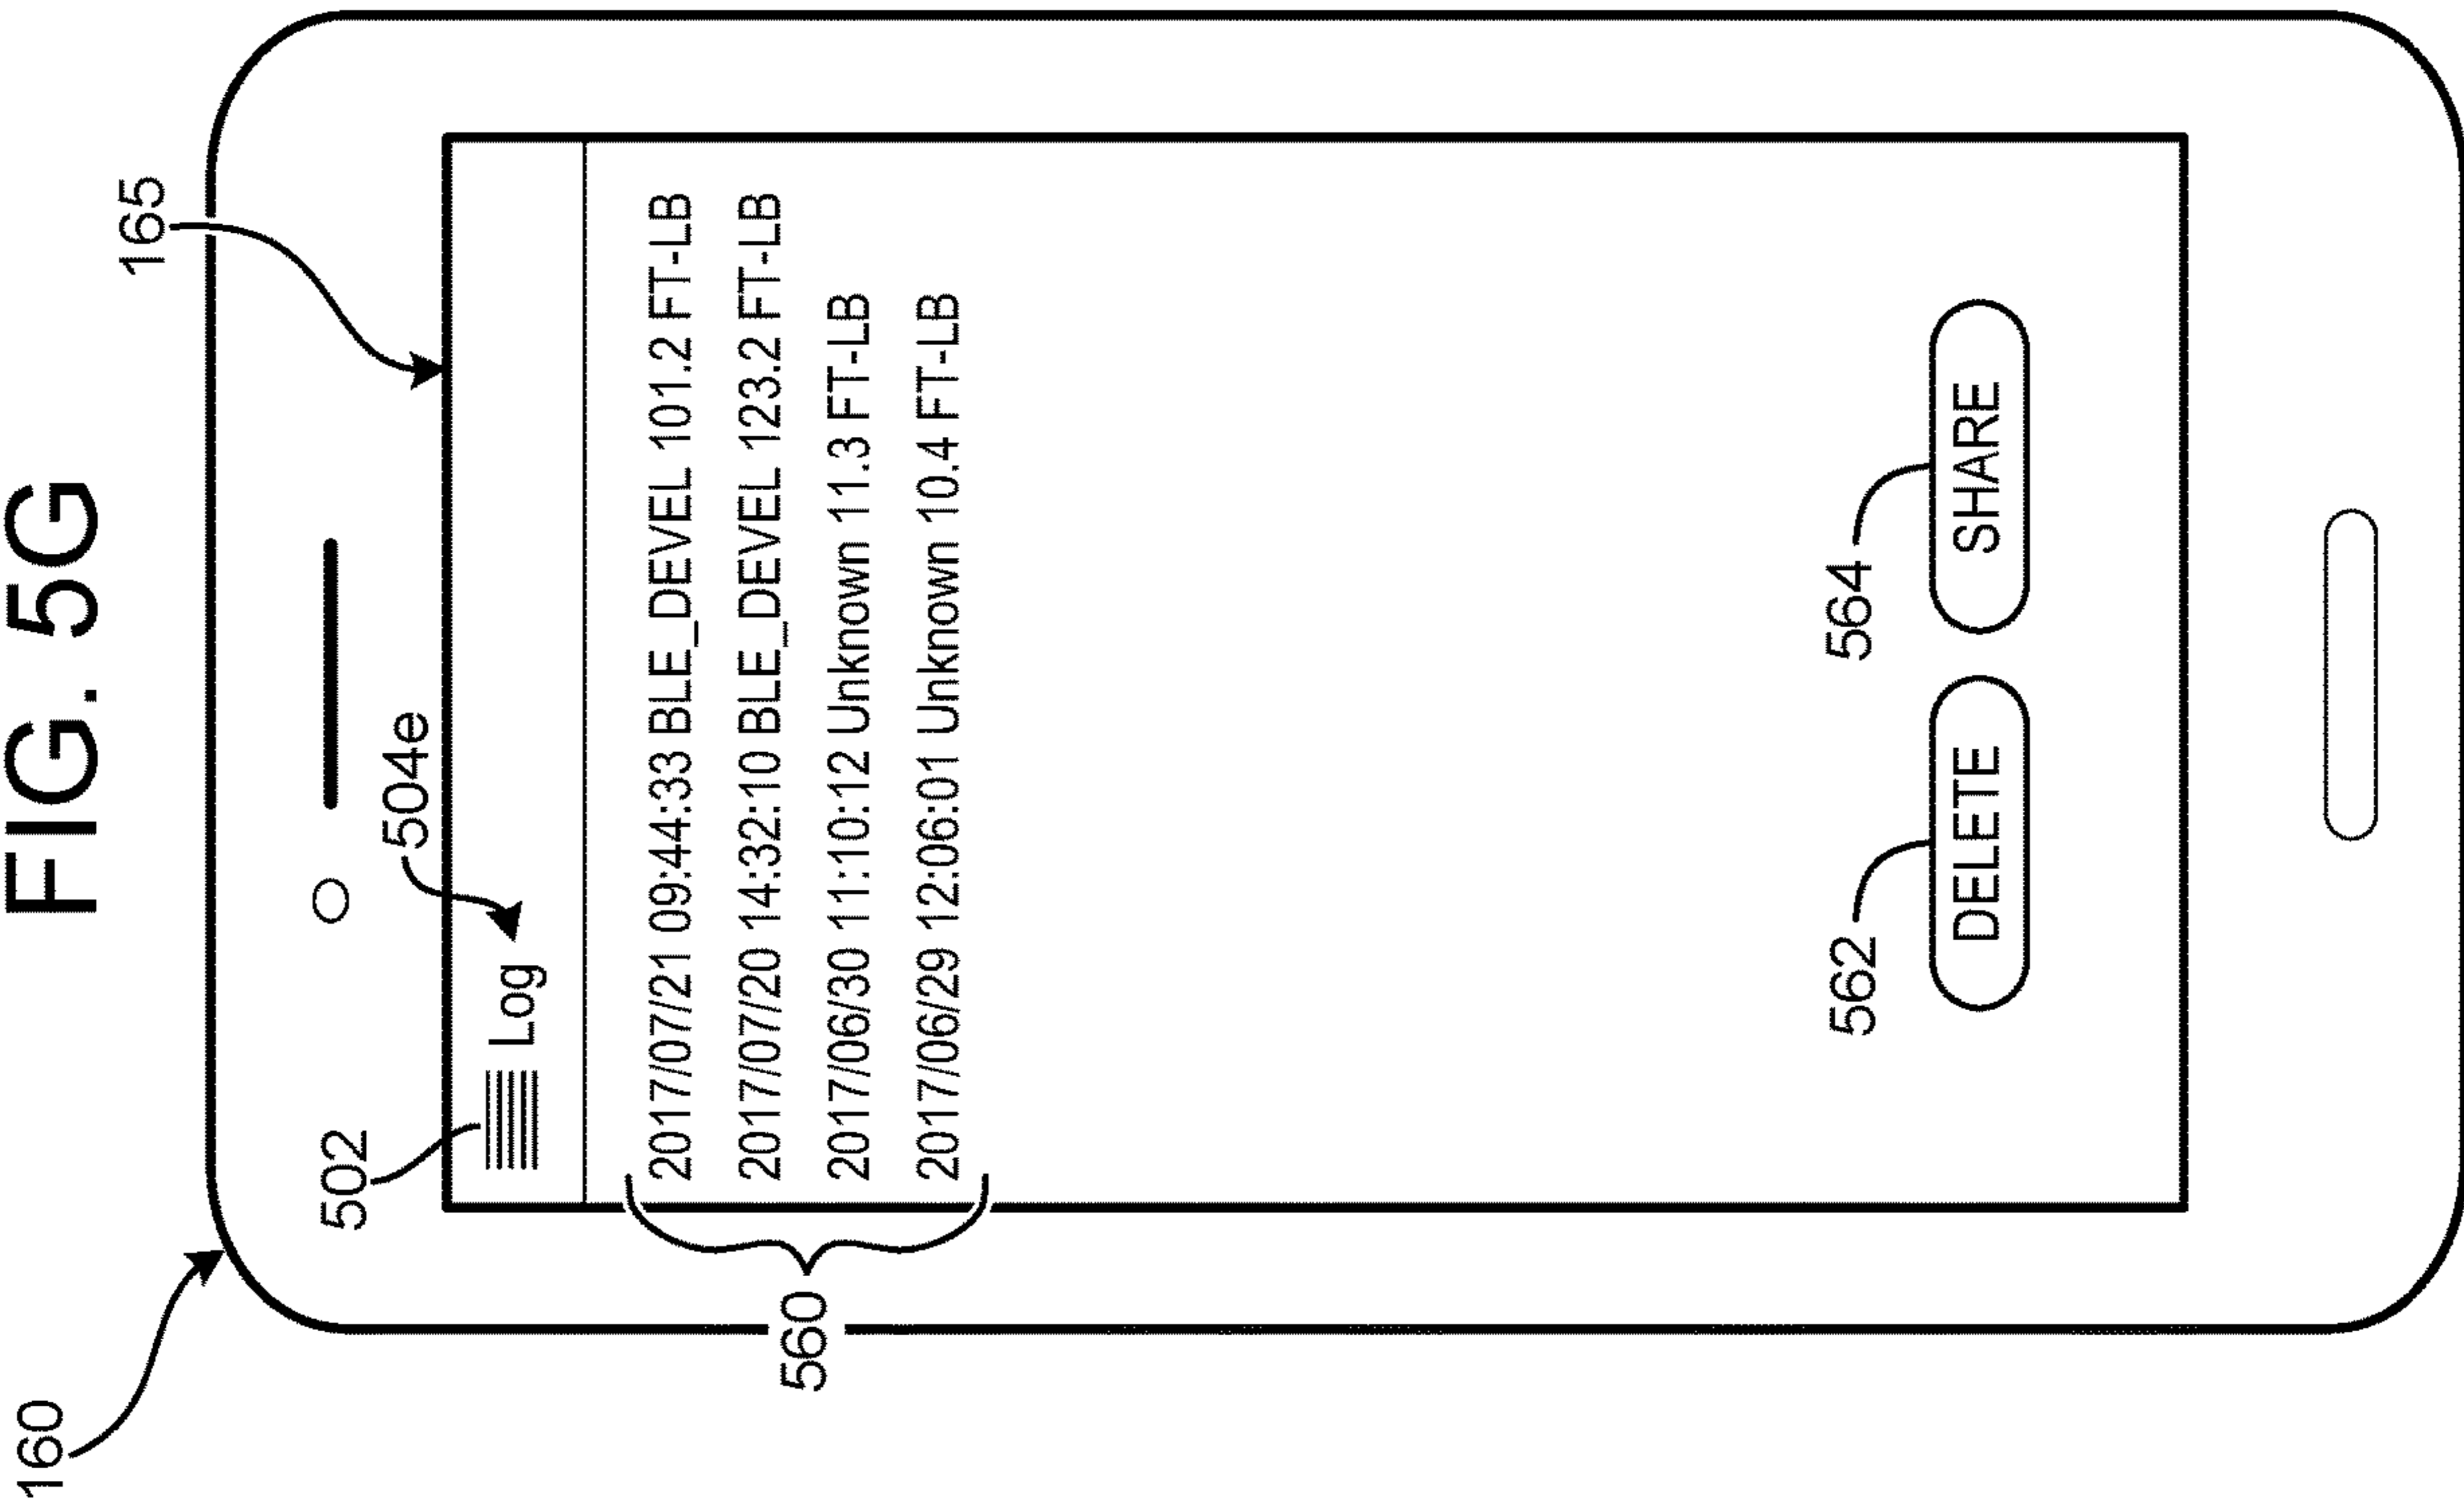 FIG. 5G
160
165
502
504e
Log
2017/07/21 09:44:33 BLE_DEVEL 101.2 FT-LB
2017/07/20 14:32:10 BLE_DEVEL 123.2 FT-LB
2017/06/30 11:10:12 Unknown 11.3 FT-LB
2017/06/29 12:06:01 Unknown 10.4 FT-LB
560
562
564
DELETE
SHARE